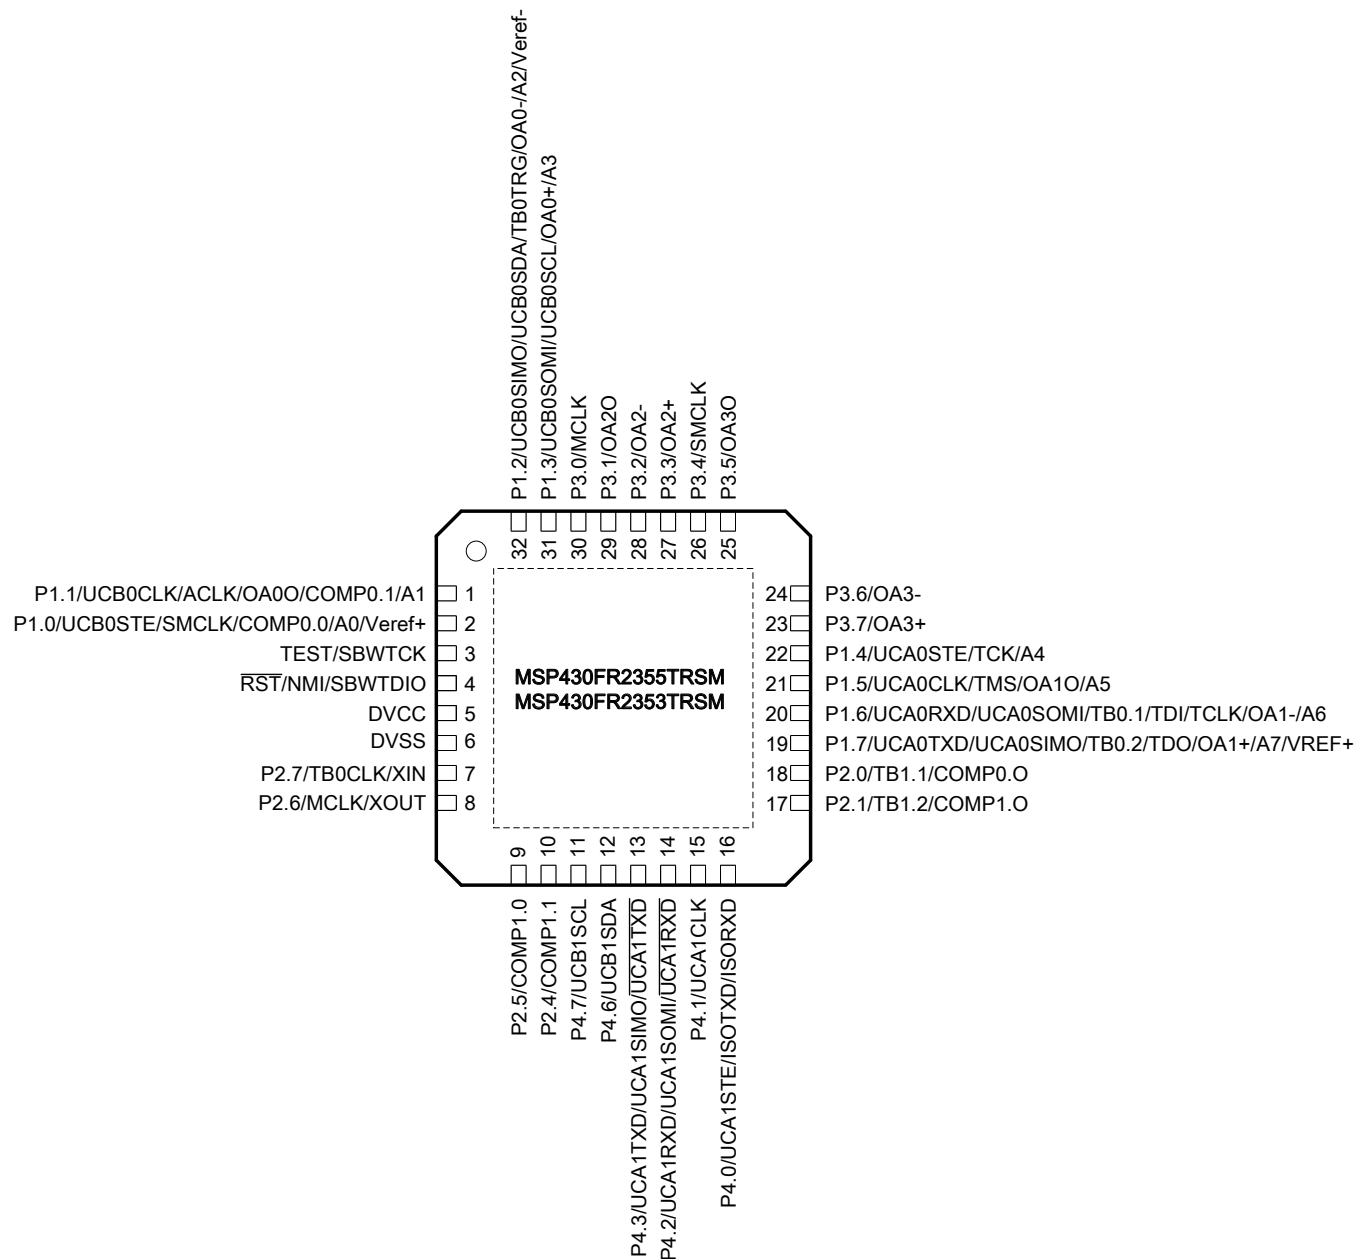 P1.2/UCB0SIMO/UCB0SDA/TB0TRG/OA0-/A2/Veref-
P1.3/UCB0SOMI/UCB0SCL/OA0+/A3
P3.0/MCLK
P3.1/OA2O
P3.2/OA2-
P3.3/OA2+
P3.4/SMCLK
P3.5/OA3O
32
31
30
29
28
27
26
25
P1.1/UCB0CLK/ACLK/OA0O/COMP0.1/A1 1
P1.0/UCB0STE/SMCLK/COMP0.0/A0/Veref+ 2
TEST/SBWTCK 3
RST/NMI/SBWTDIO 4
DVCC 5
DVSS 6
P2.7/TB0CLK/XIN 7
P2.6/MCLK/XOUT 8
MSP430FR2355TRSM
MSP430FR2353TRSM
24 P3.6/OA3-
23 P3.7/OA3+
22 P1.4/UCA0STE/TCK/A4
21 P1.5/UCA0CLK/TMS/OA1O/A5
20 P1.6/UCA0RXD/UCA0SOMI/TB0.1/TDI/TCLK/OA1-/A6
19 P1.7/UCA0TXD/UCA0SIMO/TB0.2/TDO/OA1+/A7/VREF+
18 P2.0/TB1.1/COMP0.O
17 P2.1/TB1.2/COMP1.O
9
10
11
12
13
14
15
16
P2.5/COMP1.0
P2.4/COMP1.1
P4.7/UCB1SCL
P4.6/UCB1SDA
P4.3/UCA1TXD/UCA1SIMO/UCA1TXD
P4.2/UCA1RXD/UCA1SOMI/UCA1RXD
P4.1/UCA1CLK
P4.0/UCA1STE/ISOTXD/ISORXD